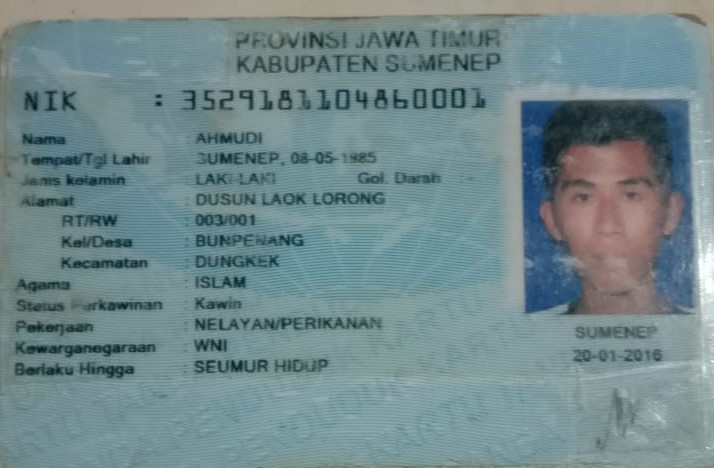 PROVINSI JAWA TIMUR
KABUPATEN SUMENEP
NIK : 3529181104860001
Nama : AHMUDI
Tempat/Tgl Lahir : SUMENEP, 08-05-1985
Jenis kelamin : LAKI-LAKI Gol. Darah : -
Alamat : DUSUN LAOK LORONG
RT/RW : 003/001
Kel/Desa : BUNPENANG
Kecamatan : DUNGKEK
Agama : ISLAM
Status Perkawinan : Kawin
Pekerjaan : NELAYAN/PERIKANAN
Kewarganegaraan : WNI
Berlaku Hingga : SEUMUR HIDUP
SUMENEP
20-01-2016